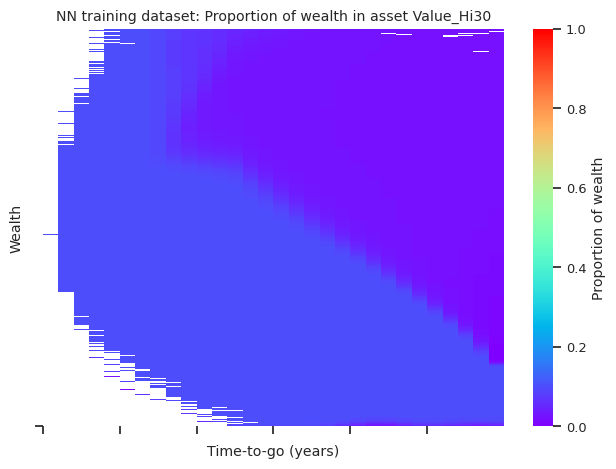 NN training dataset: Proportion of wealth in asset Value_Hi30
Wealth
Time-to-go (years)
1.0
0.8
0.6
0.4
0.2
0.0
Proportion of wealth